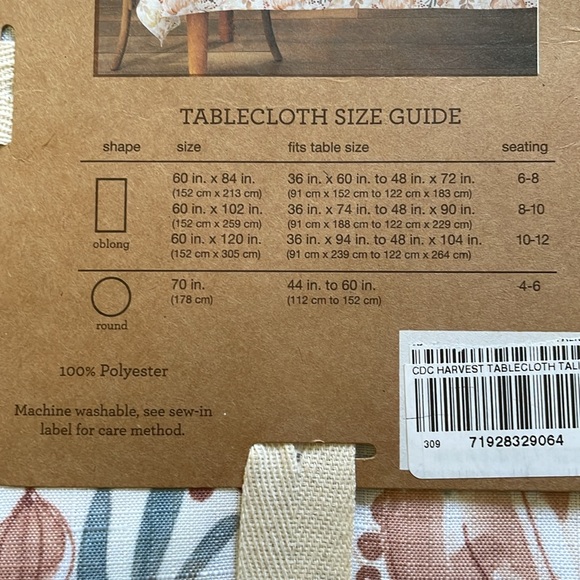 TABLECLOTH SIZE GUIDE
shape size fits table size seating
60 in. x 84 in. 36 in. x 60 in. to 48 in. x 72 in. 6-8
(152 cm x 213 cm) (91 cm x 152 cm to 122 cm x 183 cm)
60 in. x 102 in. 36 in. x 74 in. to 48 in. x 90 in. 8-10
(152 cm x 259 cm) (91 cm x 188 cm to 122 cm x 229 cm)
60 in. x 120 in. 36 in. x 94 in. to 48 in. x 104 in. 10-12
oblong (152 cm x 305 cm) (91 cm x 239 cm to 122 cm x 264 cm)
70 in. 44 in. to 60 in. 4-6
(178 cm) (112 cm to 152 cm)
round
100% Polyester
Machine washable, see sew-in
label for care method.
CDC HARVEST TABLECLOTH TALI
309 71928329064